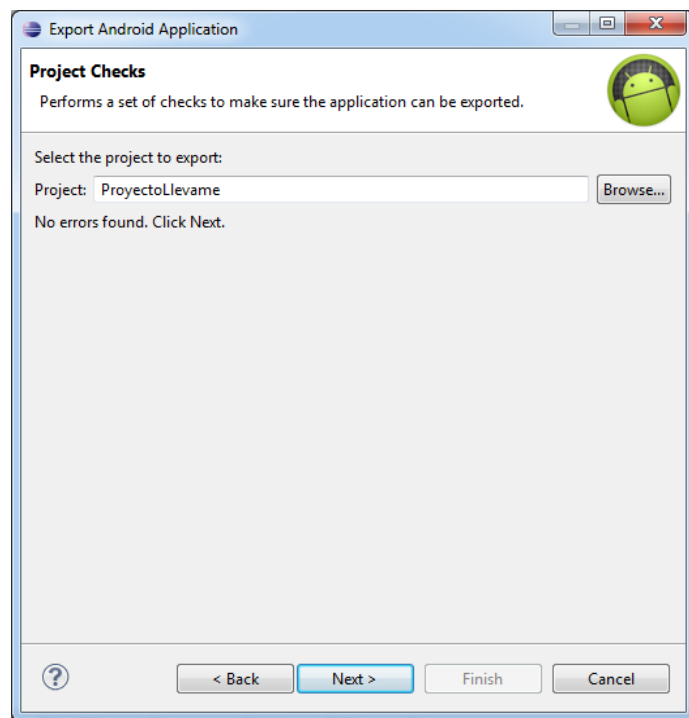 Export Android Application
Project Checks
Performs a set of checks to make sure the application can be exported.
Select the project to export:
Project: ProyectoLlevame Browse...
No errors found. Click Next.
? < Back Next > Finish Cancel